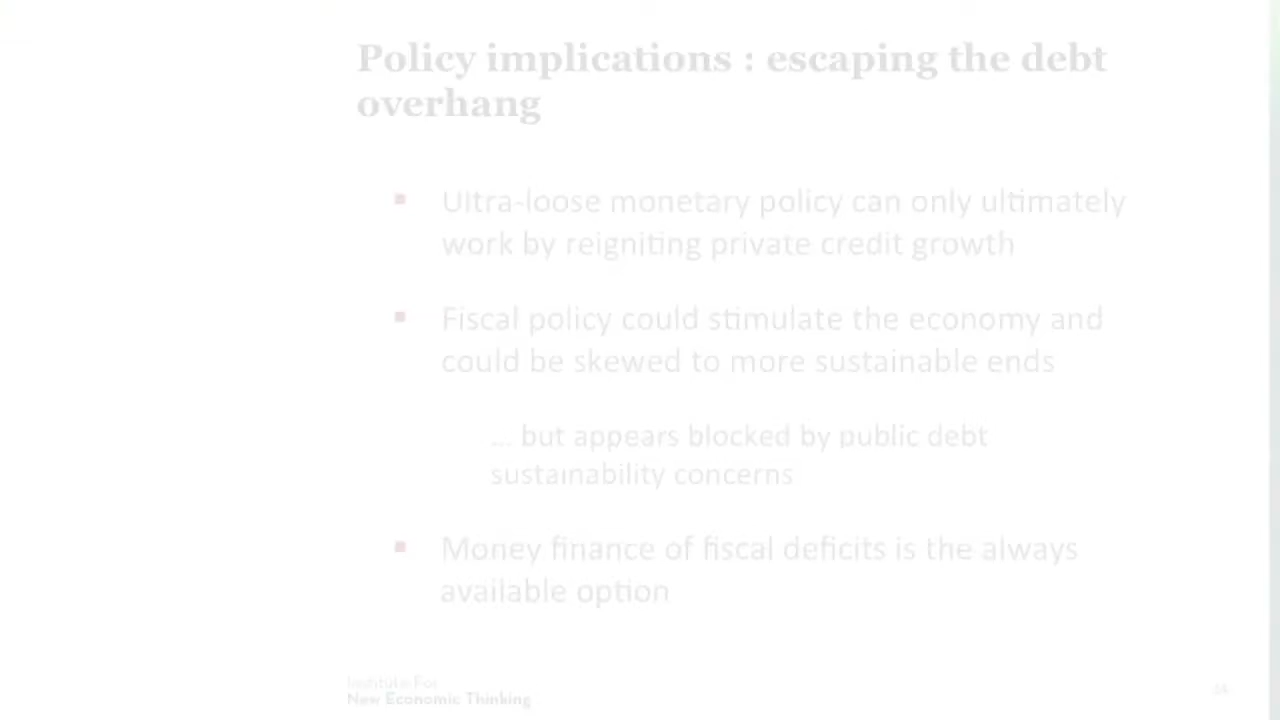 Policy implications : escaping the debt
overhang
▪ Ultra-loose monetary policy can only ultimately
work by reigniting private credit growth
▪ Fiscal policy could stimulate the economy and
could be skewed to more sustainable ends
... but appears blocked by public debt
sustainability concerns
▪ Money finance of fiscal deficits is the always
available option
Institute For
New Economic Thinking